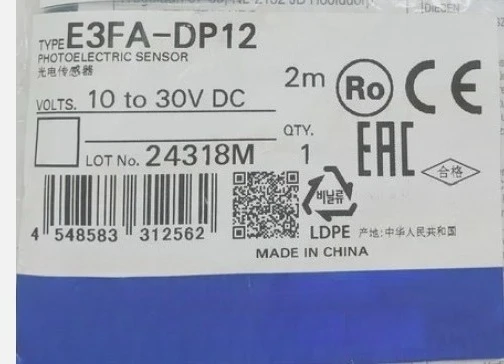 TYPE E3FA-DP12
PHOTOELECTRIC SENSOR
光电传感器
2m
Ro
CE
VOLTS. 10 to 30V DC
QTY.
EAC
LOT No. 24318M 1
合格
비닐류
4 548583 312562
LDPE 产地:中华人民共和国
MADE IN CHINA